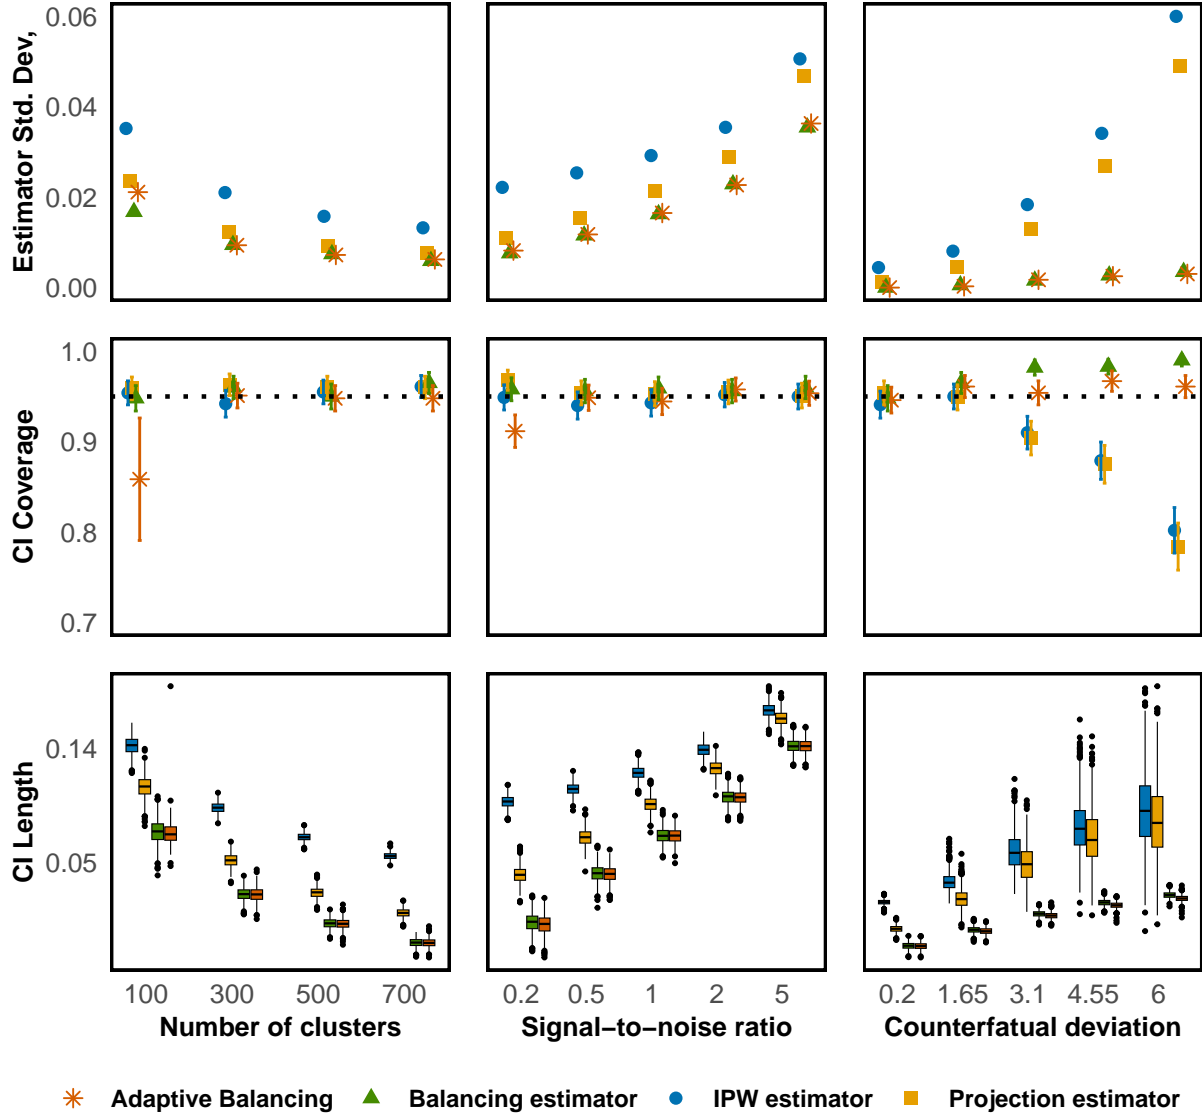 Estimator Std. Dev,
0.06
0.04
0.02
0.00
CI Coverage
1.0
0.9
0.8
0.7
CI Length
0.14
0.05
100 300 500 700
0.2 0.5 1 2 5
0.2 1.65 3.1 4.55 6
Number of clusters
Signal−to−noise ratio
Counterfatual deviation
Adaptive Balancing Balancing estimator IPW estimator Projection estimator